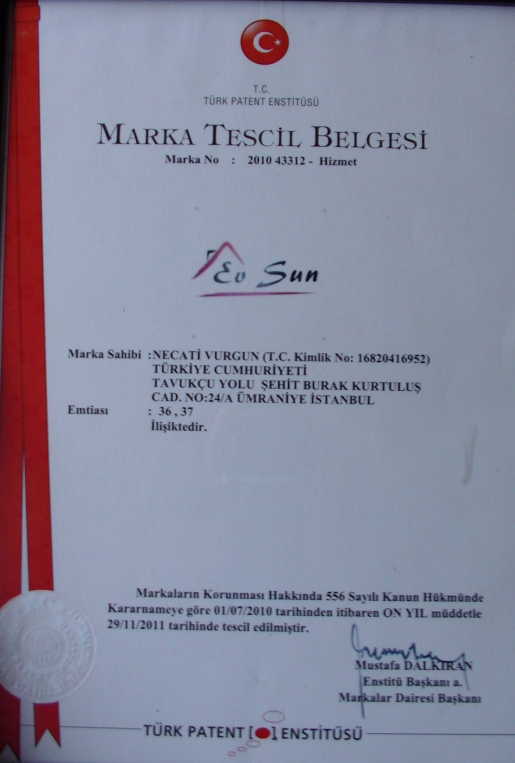 T.C.
TÜRK PATENT ENSTİTÜSÜ
MARKA TESCİL BELGESİ
Marka No : 2010 43312 - Hizmet
Ev Sun
Marka Sahibi :NECATİ VURGUN (T.C. Kimlik No: 16820416952)
TÜRKİYE CUMHURİYETİ
TAVUKÇU YOLU ŞEHİT BURAK KURTULUŞ
CAD. NO:24/A ÜMRANİYE İSTANBUL
Emtiası : 36 , 37
İlişiktedir.
Markaların Korunması Hakkında 556 Sayılı Kanun Hükmünde
Kararnameye göre 01/07/2010 tarihinden itibaren ON YIL müddetle
29/11/2011 tarihinde tescil edilmiştir.
Mustafa DALKIRAN
Enstitü Başkanı a.
Markalar Dairesi Başkanı
TÜRK PATENT [ ] ENSTİTÜSÜ